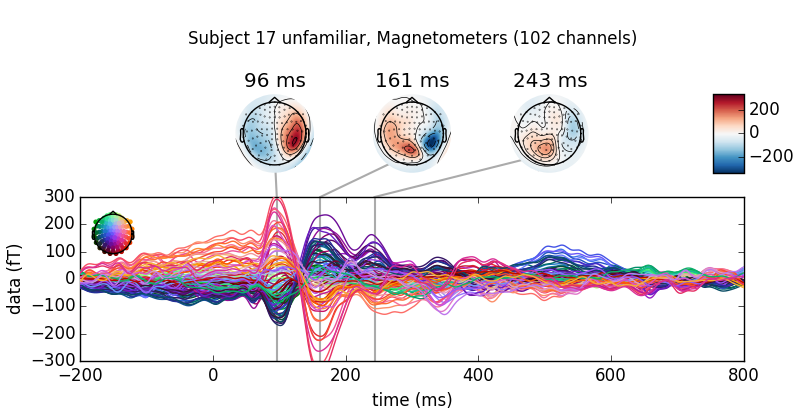 Subject 17 unfamiliar, Magnetometers (102 channels)
96 ms 161 ms 243 ms
200
0
−200
300
200
100
0
−100
−200
−300
data (fT)
−200 0 200 400 600 800
time (ms)